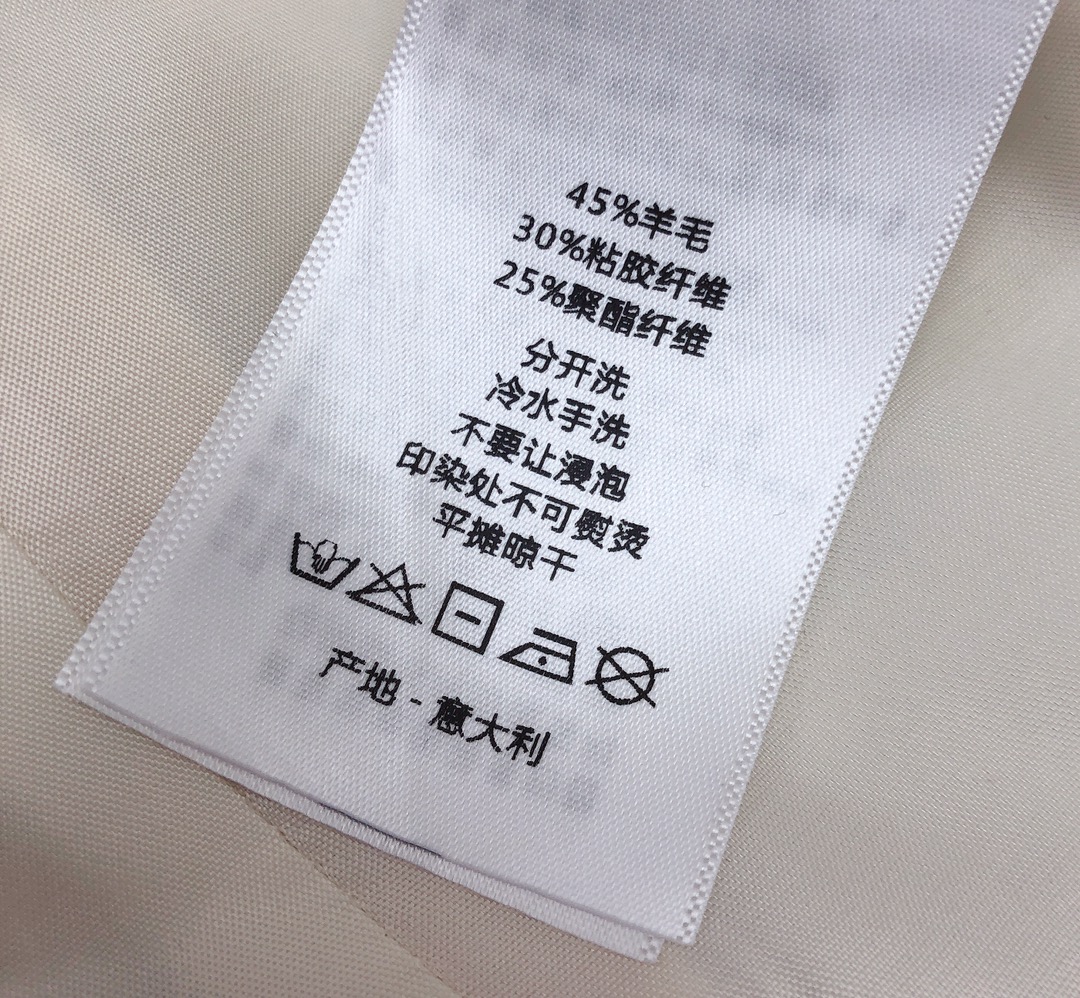 45%羊毛
30%粘胶纤维
25%聚酯纤维
分开洗
冷水手洗
不要让浸泡
印染处不可熨烫
平摊晾干
产地 - 意大利